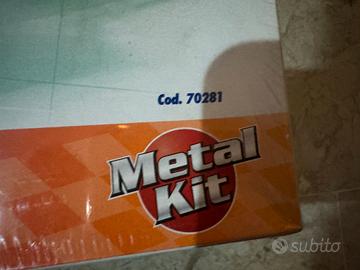 Cod. 70281
Metal
Kit
subito